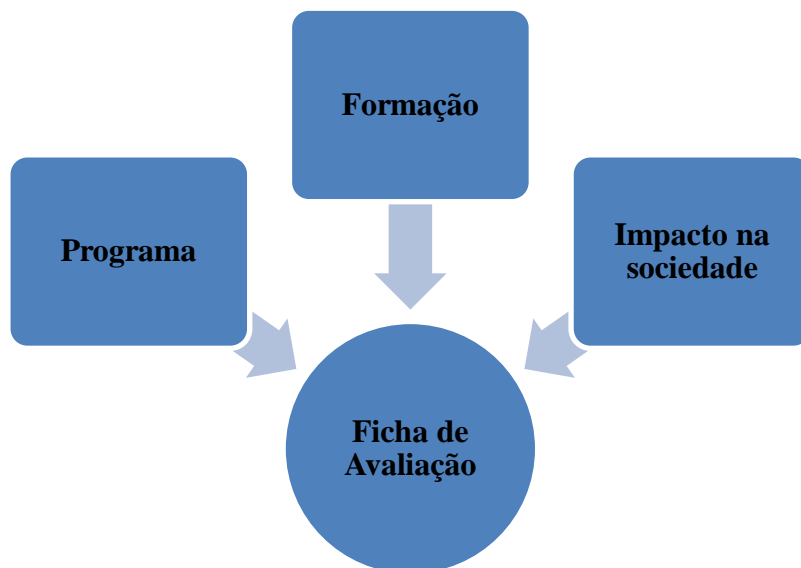 Formação
Programa
Impacto na
sociedade
Ficha de
Avaliação